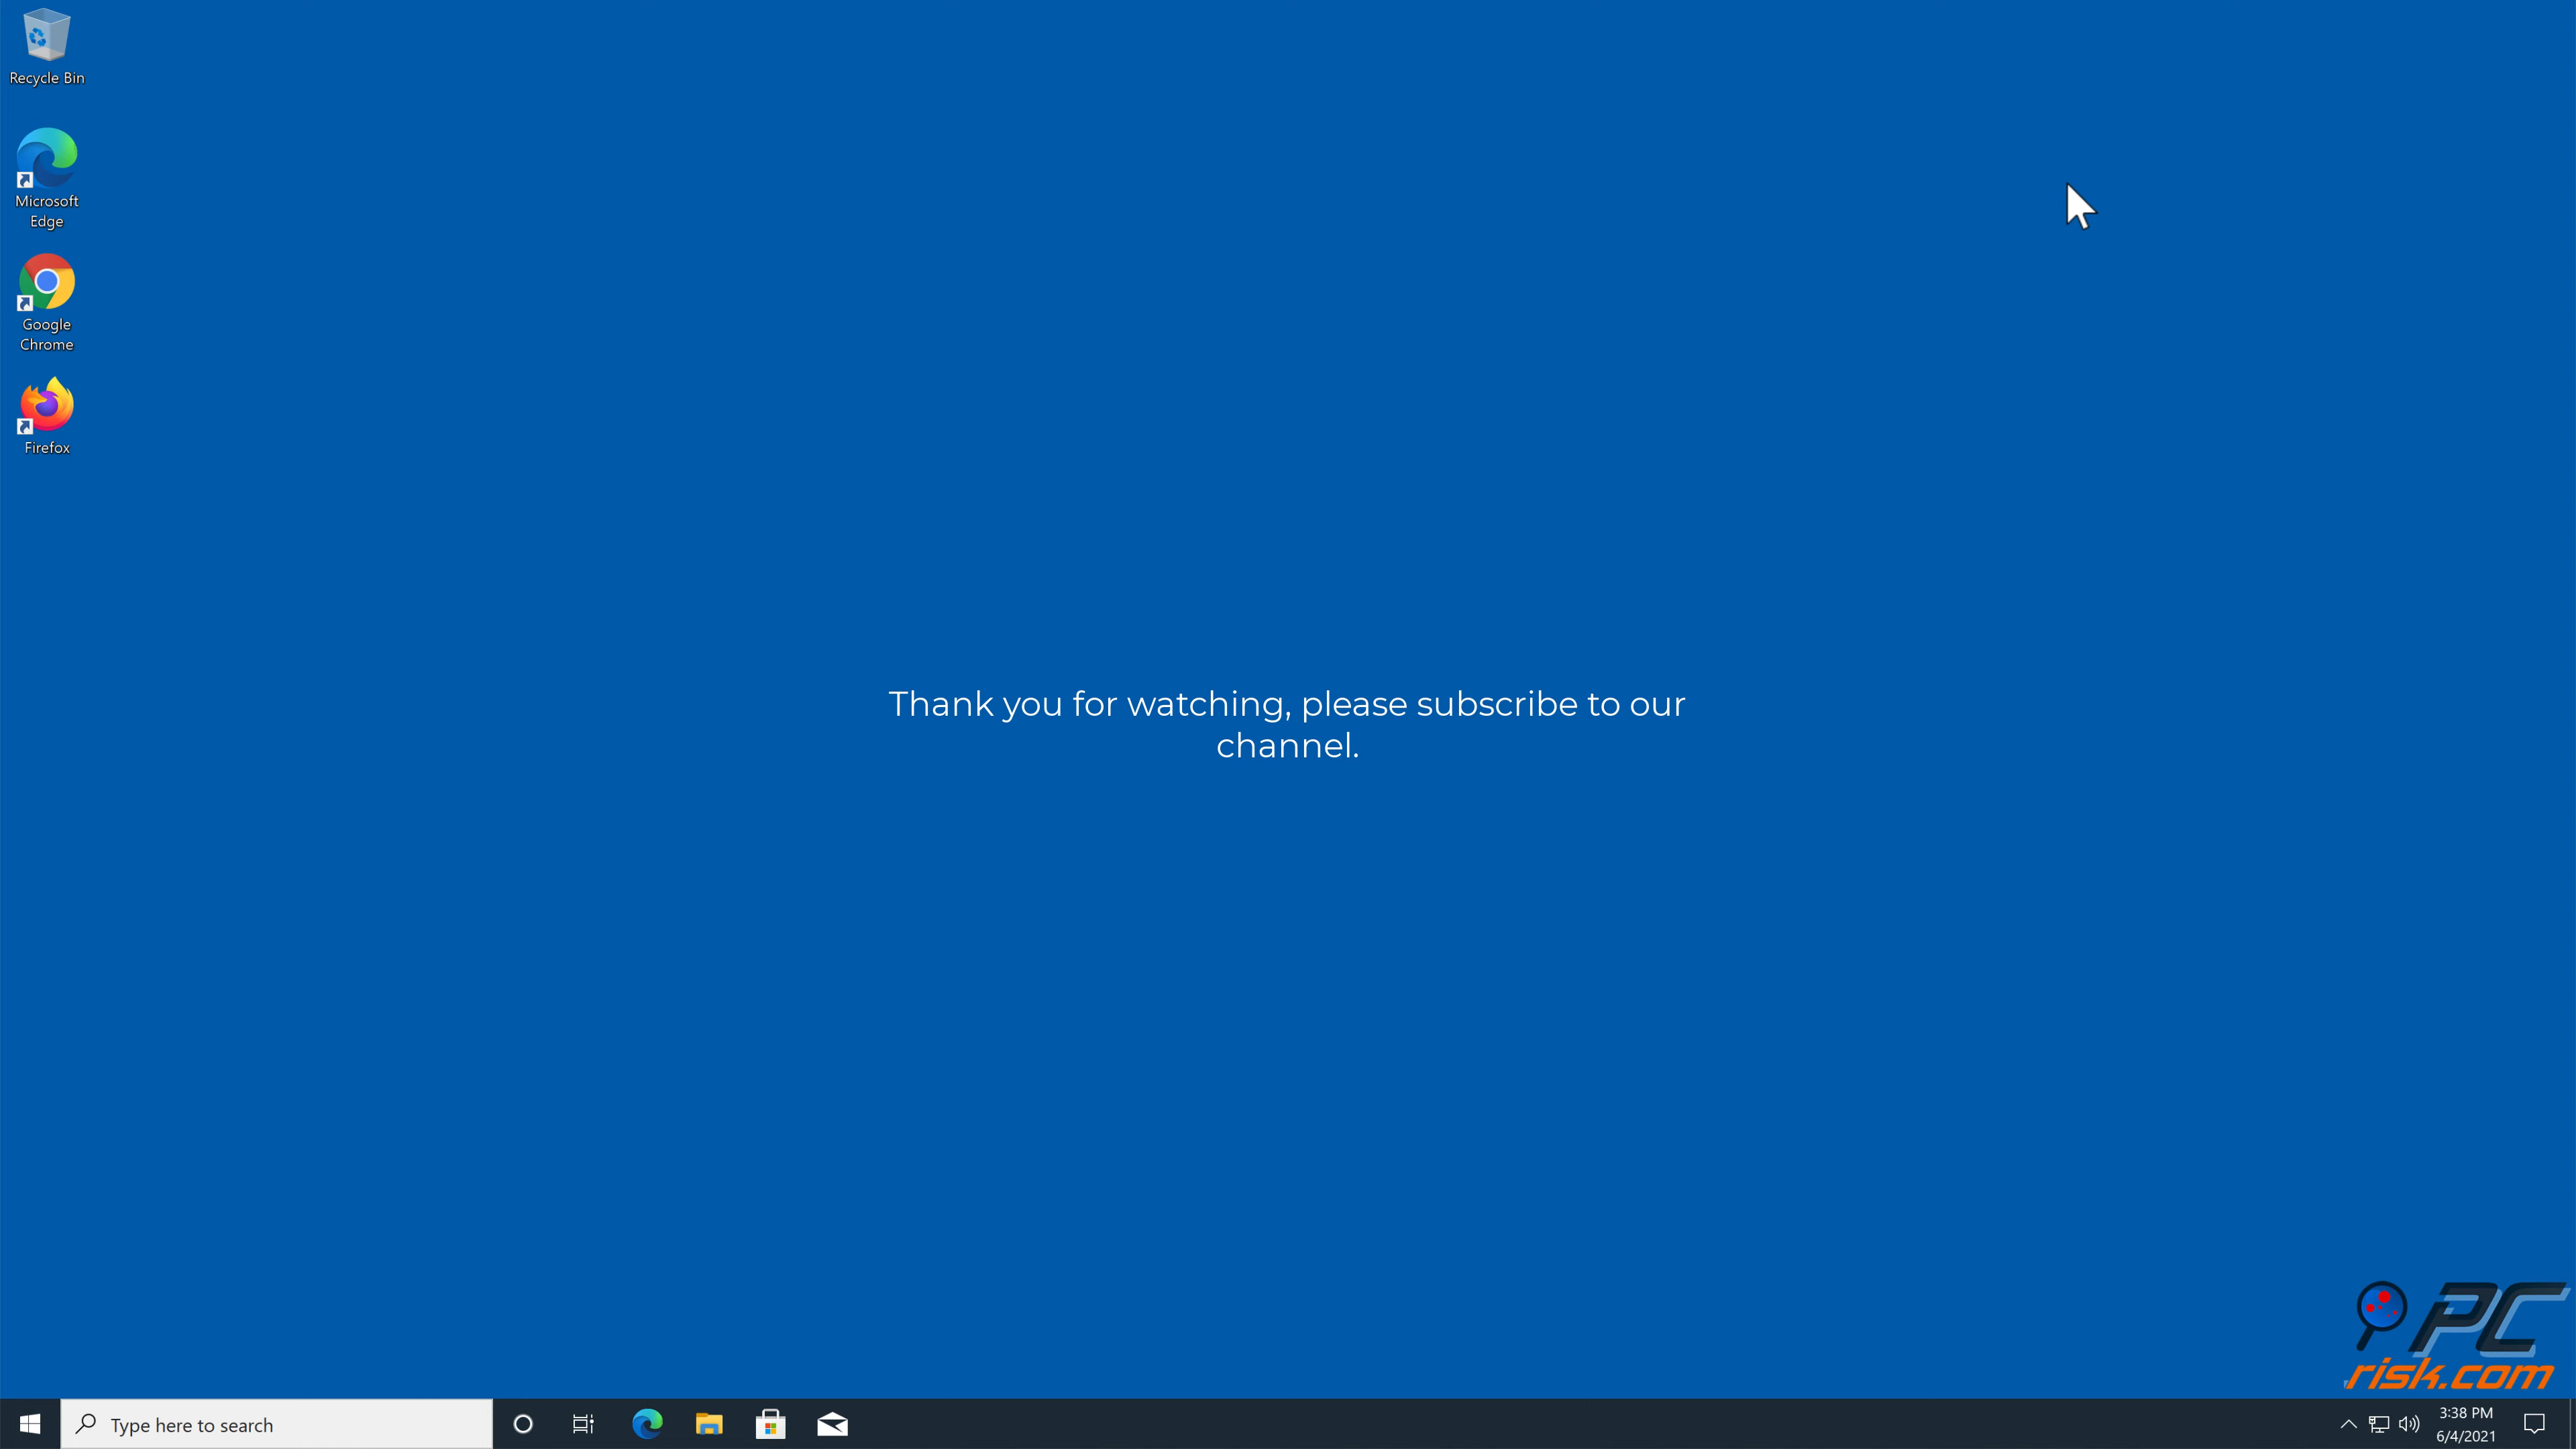 Recycle Bin
Microsoft
Edge
Google
Chrome
Firefox
Thank you for watching, please subscribe to our
channel.
PC
risk.com
Type here to search
3:38 PM
6/4/2021